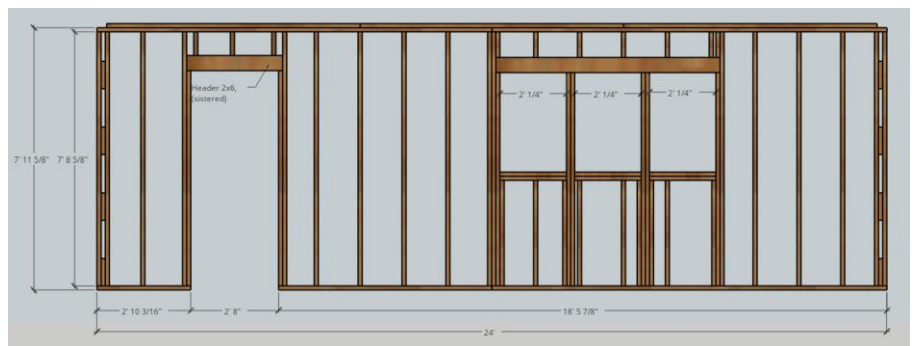 Header 2x6,
(sistered)
2' 1/4"
2' 1/4"
2' 1/4"
7' 11 5/8"
7' 8 5/8"
2' 10 3/16"
2' 8"
18' 5 7/8"
24'